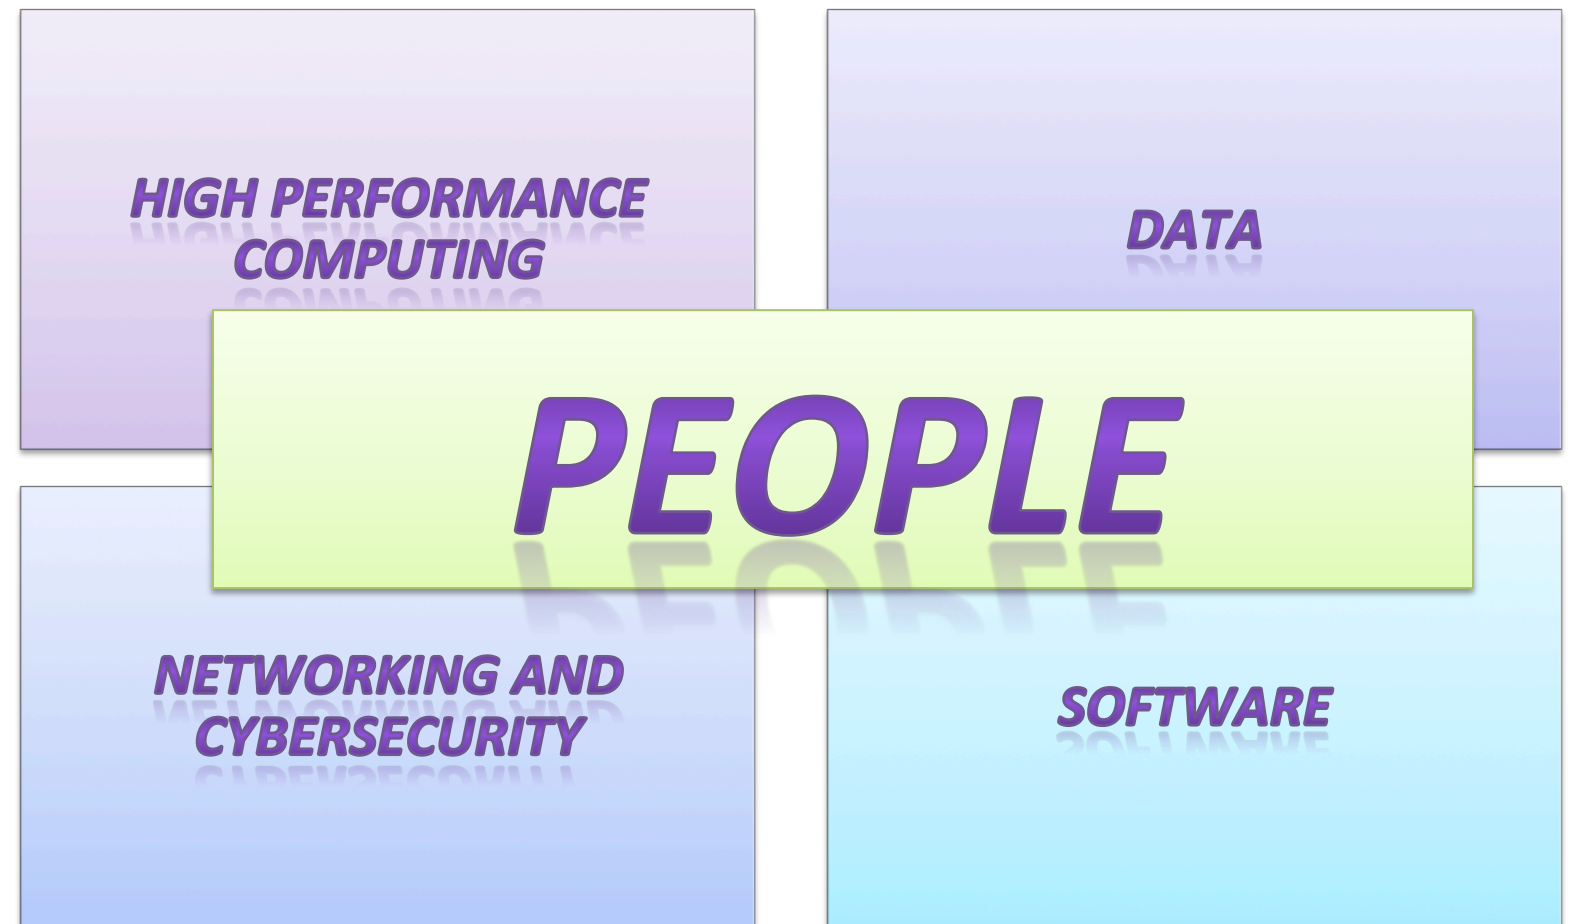 HIGH PERFORMANCE
COMPUTING
DATA
PEOPLE
NETWORKING AND
CYBERSECURITY
SOFTWARE